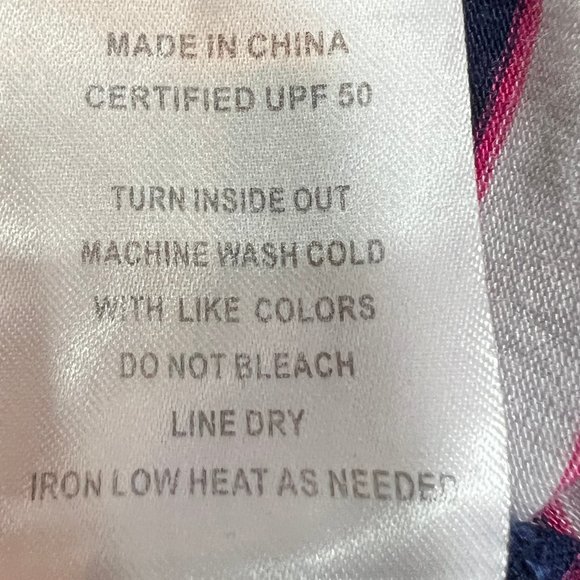 MADE IN CHINA
CERTIFIED UPF 50
TURN INSIDE OUT
MACHINE WASH COLD
WITH LIKE COLORS
DO NOT BLEACH
LINE DRY
IRON LOW HEAT AS NEEDED